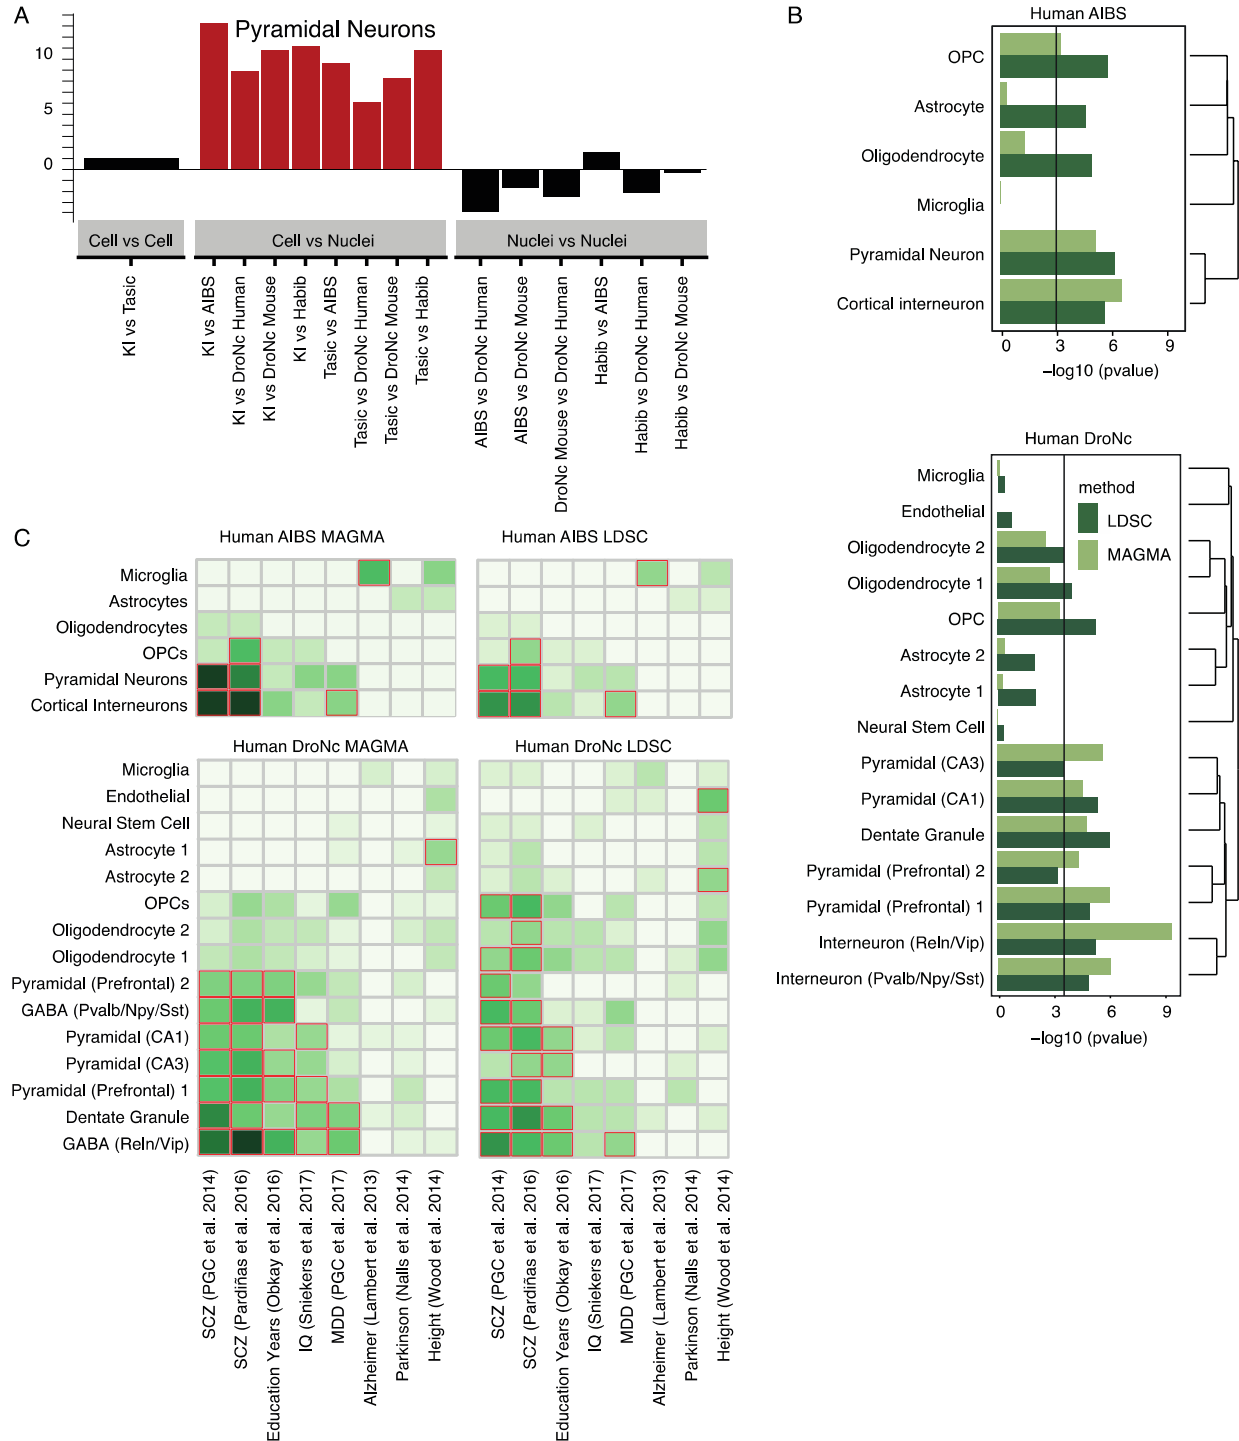 A
Pyramidal Neurons
10
5
0
Cell vs Cell
Cell vs Nuclei
Nuclei vs Nuclei
KI vs Tasic
KI vs AIBS
KI vs DroNc Human
KI vs DroNc Mouse
KI vs Habib
Tasic vs AIBS
Tasic vs DroNc Human
Tasic vs DroNc Mouse
Tasic vs Habib
AIBS vs DroNc Human
AIBS vs DroNc Mouse
DroNc Mouse vs DroNc Human
Habib vs AIBS
Habib vs DroNc Human
Habib vs DroNc Mouse
B
Human AIBS
OPC
Astrocyte
Oligodendrocyte
Microglia
Pyramidal Neuron
Cortical interneuron
0 3 6 9
−log10 (pvalue)
Human DroNc
Microglia
Endothelial
Oligodendrocyte 2
Oligodendrocyte 1
OPC
Astrocyte 2
Astrocyte 1
Neural Stem Cell
Pyramidal (CA3)
Pyramidal (CA1)
Dentate Granule
Pyramidal (Prefrontal) 2
Pyramidal (Prefrontal) 1
Interneuron (Reln/Vip)
Interneuron (Pvalb/Npy/Sst)
method
LDSC
MAGMA
0 3 6 9
−log10 (pvalue)
C
Human AIBS MAGMA
Human AIBS LDSC
Microglia
Astrocytes
Oligodendrocytes
OPCs
Pyramidal Neurons
Cortical Interneurons
Human DroNc MAGMA
Human DroNc LDSC
Microglia
Endothelial
Neural Stem Cell
Astrocyte 1
Astrocyte 2
OPCs
Oligodendrocyte 2
Oligodendrocyte 1
Pyramidal (Prefrontal) 2
GABA (Pvalb/Npy/Sst)
Pyramidal (CA1)
Pyramidal (CA3)
Pyramidal (Prefrontal) 1
Dentate Granule
GABA (Reln/Vip)
SCZ (PGC et al. 2014)
SCZ (Pardiñas et al. 2016)
Education Years (Obkay et al. 2016)
IQ (Sniekers et al. 2017)
MDD (PGC et al. 2017)
Alzheimer (Lambert et al. 2013)
Parkinson (Nalls et al. 2014)
Height (Wood et al. 2014)
SCZ (PGC et al. 2014)
SCZ (Pardiñas et al. 2016)
Education Years (Obkay et al. 2016)
IQ (Sniekers et al. 2017)
MDD (PGC et al. 2017)
Alzheimer (Lambert et al. 2013)
Parkinson (Nalls et al. 2014)
Height (Wood et al. 2014)